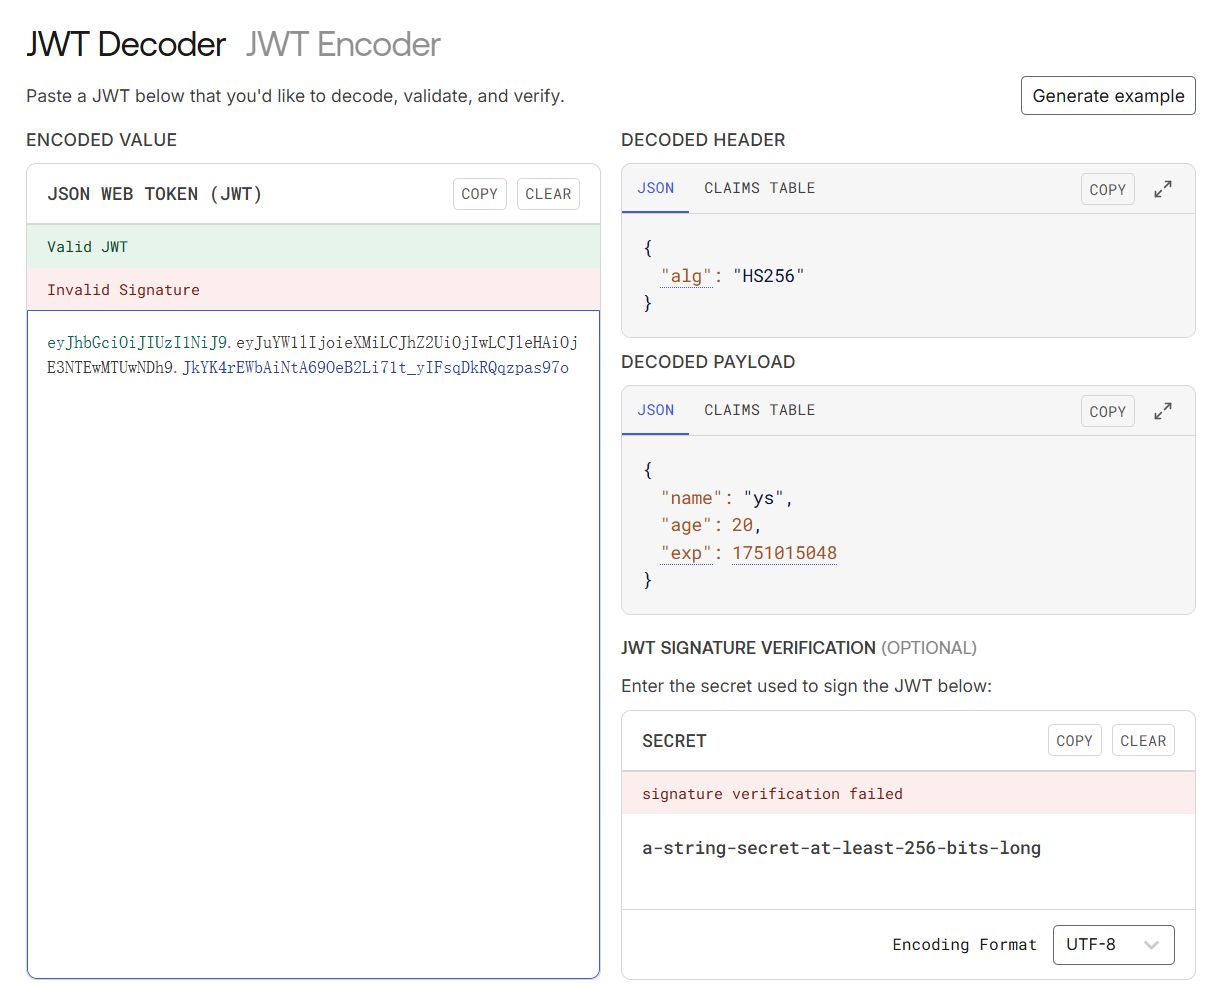 JWT Decoder JWT Encoder
Paste a JWT below that you'd like to decode, validate, and verify.
Generate example
ENCODED VALUE
JSON WEB TOKEN (JWT)
COPY
CLEAR
Valid JWT
Invalid Signature
eyJhbGciOiJIUzI1NiJ9.eyJuYW1lIjoieXMiLCJhZ2UiOjIwLCJleHAiOj
E3NTEwMTUwNDh9.JkYK4rEWbAiNtA69OeB2Li71t_yIFsqDkRQqzpas97o
DECODED HEADER
JSON
CLAIMS TABLE
COPY
{
"alg": "HS256"
}
DECODED PAYLOAD
JSON
CLAIMS TABLE
COPY
{
"name": "ys",
"age": 20,
"exp": 1751015048
}
JWT SIGNATURE VERIFICATION (OPTIONAL)
Enter the secret used to sign the JWT below:
SECRET
COPY
CLEAR
signature verification failed
a-string-secret-at-least-256-bits-long
Encoding Format
UTF-8